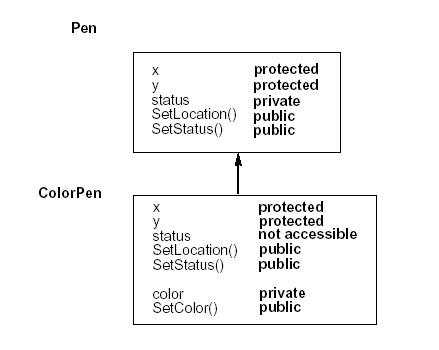 Pen
x protected
y protected
status private
SetLocation() public
SetStatus() public
ColorPen
x protected
y protected
status not accessible
SetLocation() public
SetStatus() public
color private
SetColor() public